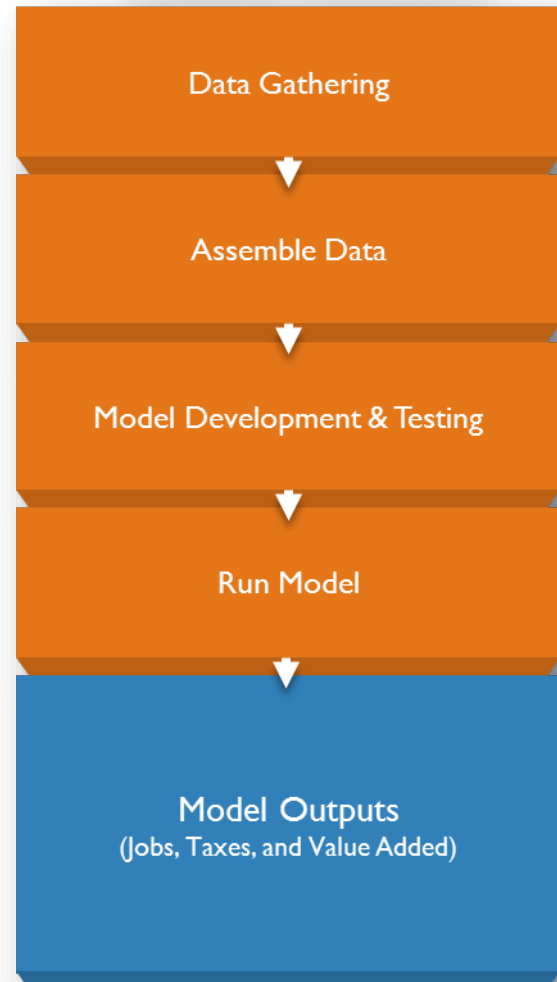 Data Gathering
Assemble Data
Model Development & Testing
Run Model
Model Outputs
(Jobs, Taxes, and Value Added)